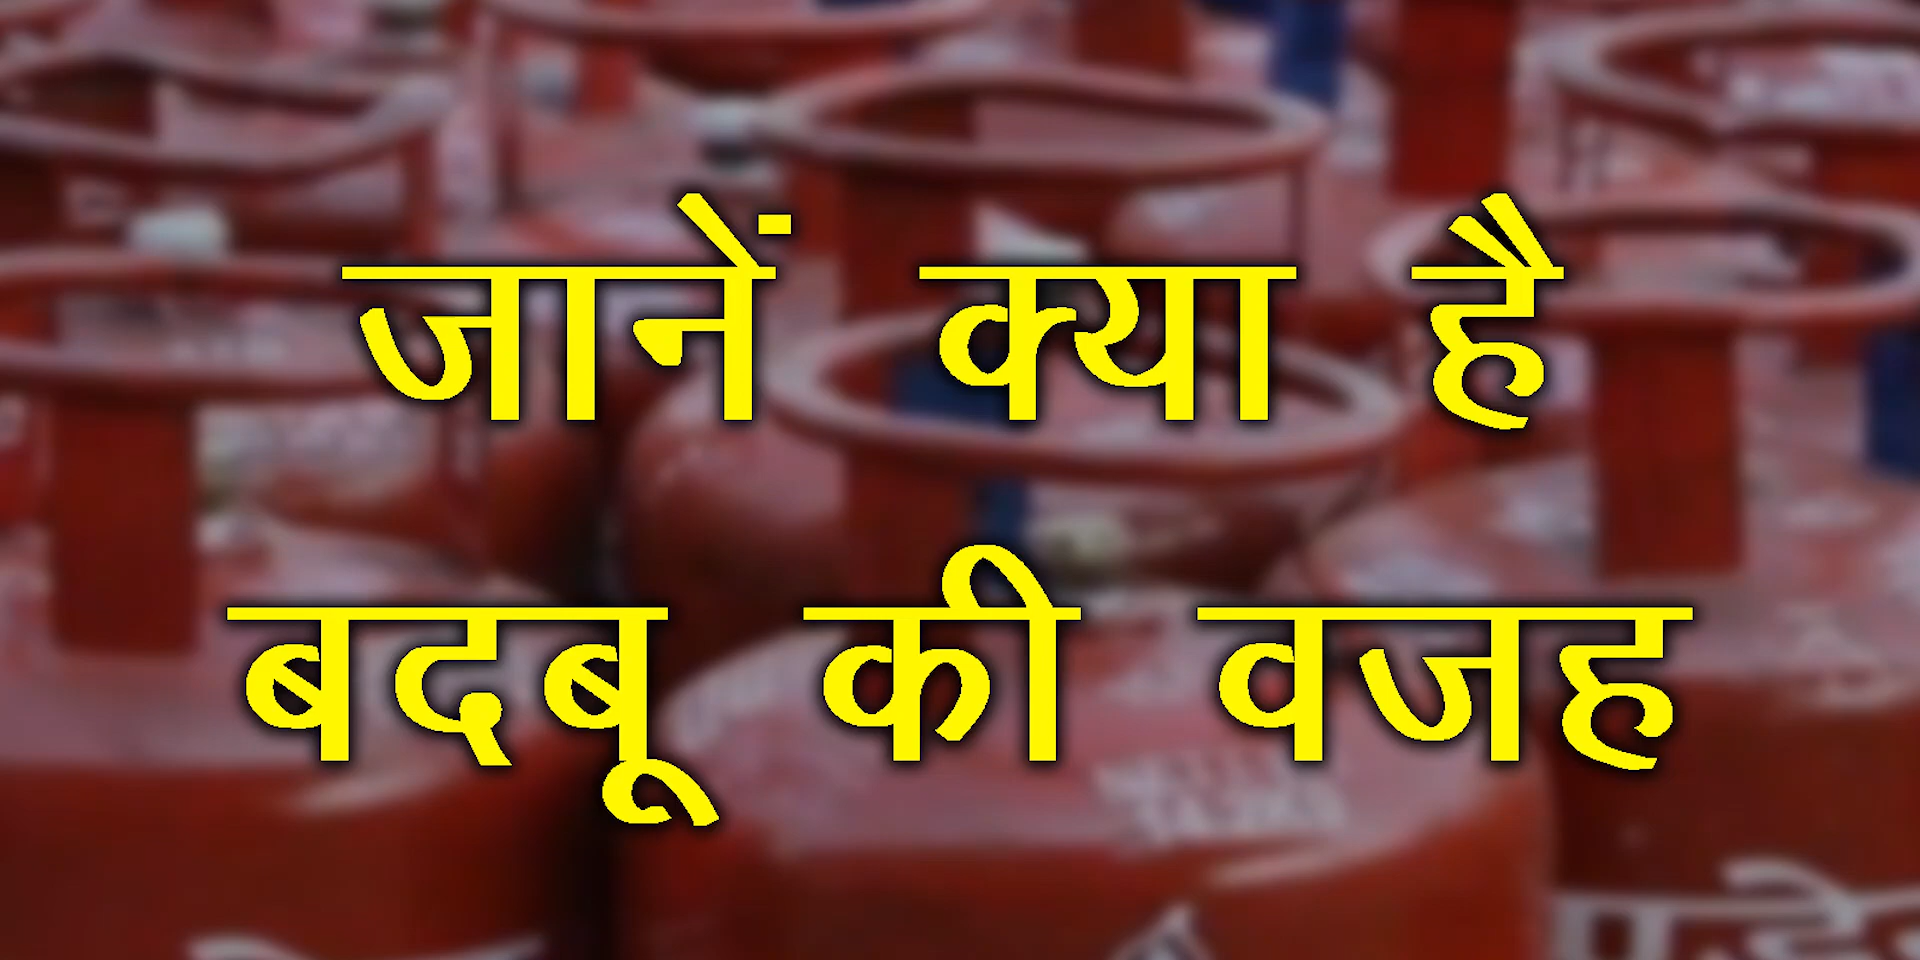 जानें क्या है
बदबू की वजह